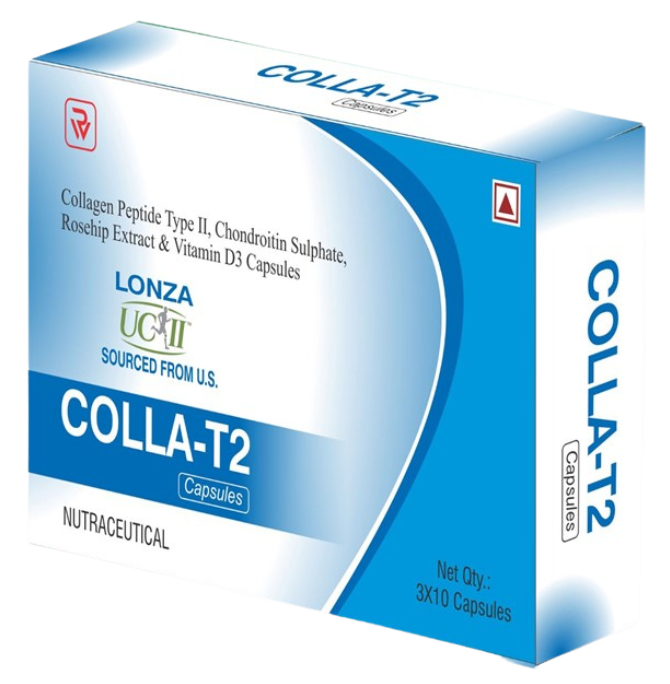 COLLA-T2
Capsules
Collagen Peptide Type II, Chondroitin Sulphate,
Rosehip Extract & Vitamin D3 Capsules
LONZA
UC II™
SOURCED FROM U.S.
COLLA-T2
Capsules
NUTRACEUTICAL
Net Qty.:
3X10 Capsules
COLLA-T2
Capsules